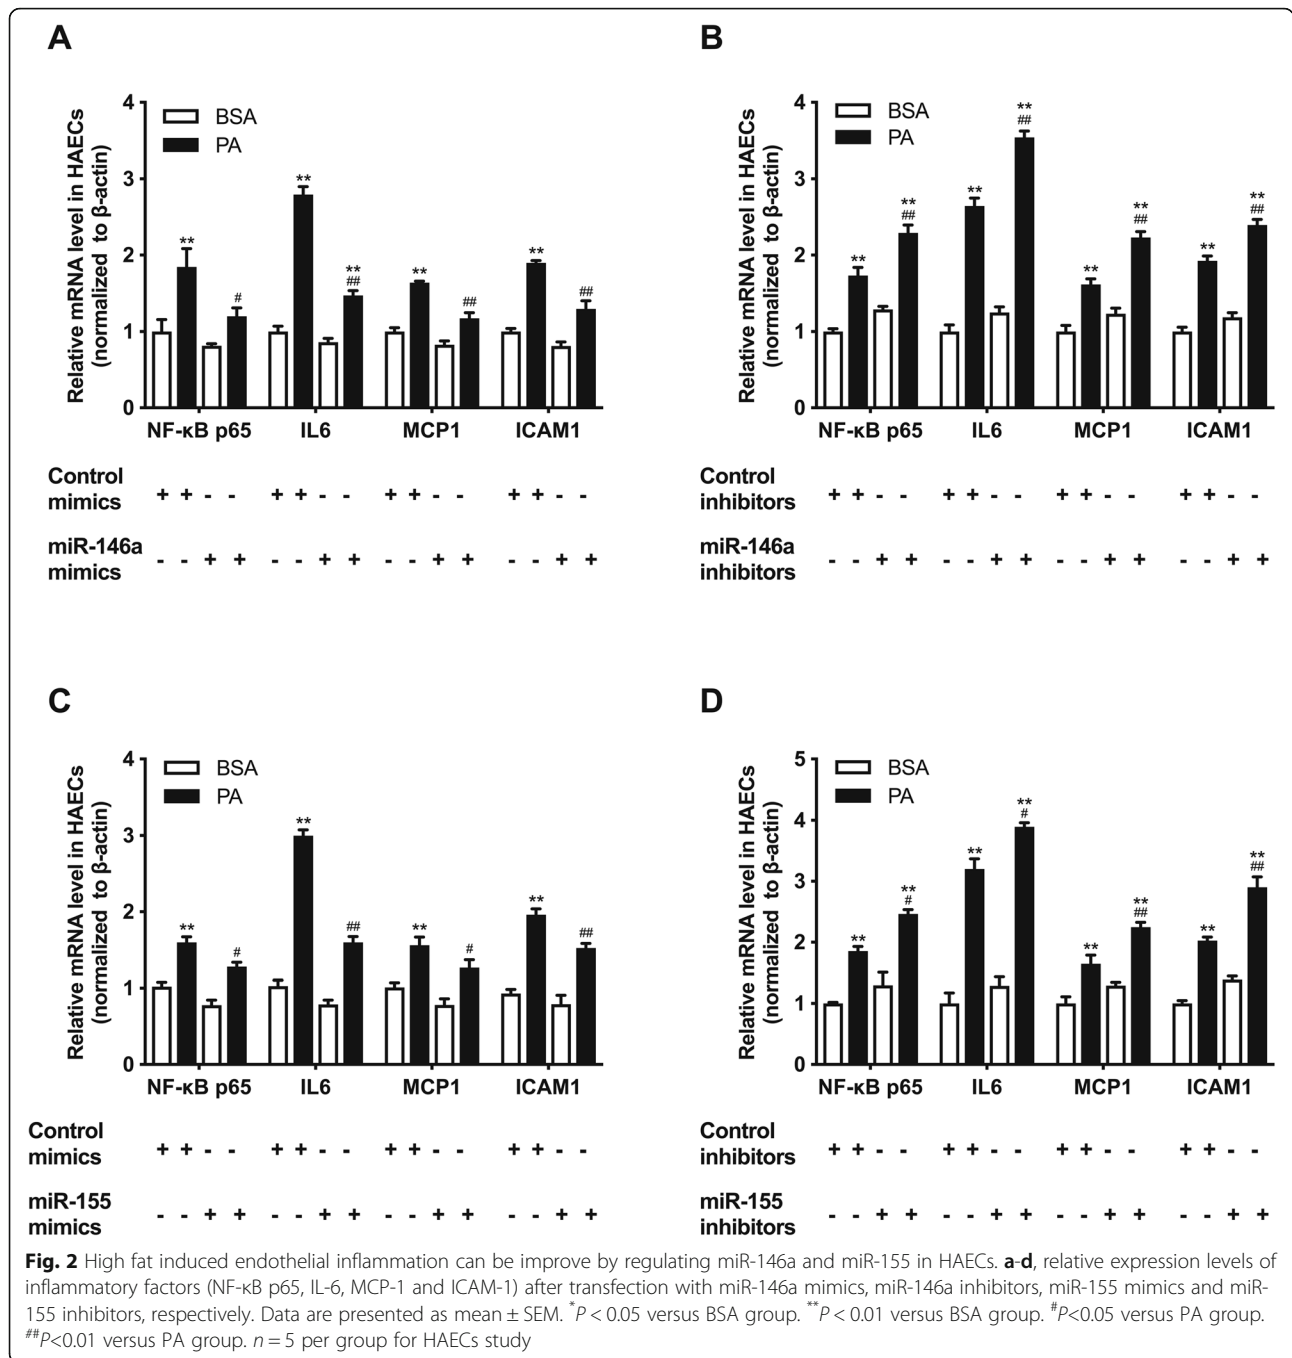 A
Relative mRNA level in HAECs
(normalized to β-actin)
4
3
2
1
0
BSA
PA
**
**
#
**
**
##
**
##
**
##
NF-κB p65 IL6 MCP1 ICAM1
Control
mimics + + - - + + - - + + - - + + - -
miR-146a
mimics - - + + - - + + - - + + - - + +
B
Relative mRNA level in HAECs
(normalized to β-actin)
4
3
2
1
0
BSA
PA
**
**
##
**
**
##
**
**
##
**
**
##
NF-κB p65 IL6 MCP1 ICAM1
Control
inhibitors + + - - + + - - + + - - + + - -
miR-146a
inhibitors - - + + - - + + - - + + - - + +
C
Relative mRNA level in HAECs
(normalized to β-actin)
4
3
2
1
0
BSA
PA
**
#
**
##
**
#
**
##
NF-κB p65 IL6 MCP1 ICAM1
Control
mimics + + - - + + - - + + - - + + - -
miR-155
mimics - - + + - - + + - - + + - - + +
D
Relative mRNA level in HAECs
(normalized to β-actin)
5
4
3
2
1
0
BSA
PA
**
**
#
**
**
#
**
**
##
**
**
##
NF-κB p65 IL6 MCP1 ICAM1
Control
inhibitors + + - - + + - - + + - - + + - -
miR-155
inhibitors - - + + - - + + - - + + - - + +
Fig. 2 High fat induced endothelial inflammation can be improve by regulating miR-146a and miR-155 in HAECs. a-d, relative expression levels of
inflammatory factors (NF-κB p65, IL-6, MCP-1 and ICAM-1) after transfection with miR-146a mimics, miR-146a inhibitors, miR-155 mimics and miR-
155 inhibitors, respectively. Data are presented as mean ± SEM. *P < 0.05 versus BSA group. **P < 0.01 versus BSA group. #P<0.05 versus PA group.
##P<0.01 versus PA group. n = 5 per group for HAECs study